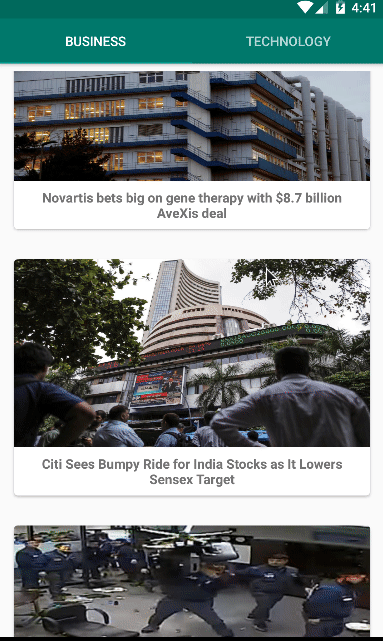 4:41
BUSINESS
TECHNOLOGY
Novartis bets big on gene therapy with $8.7 billion
AveXis deal
Citi Sees Bumpy Ride for India Stocks as It Lowers
Sensex Target